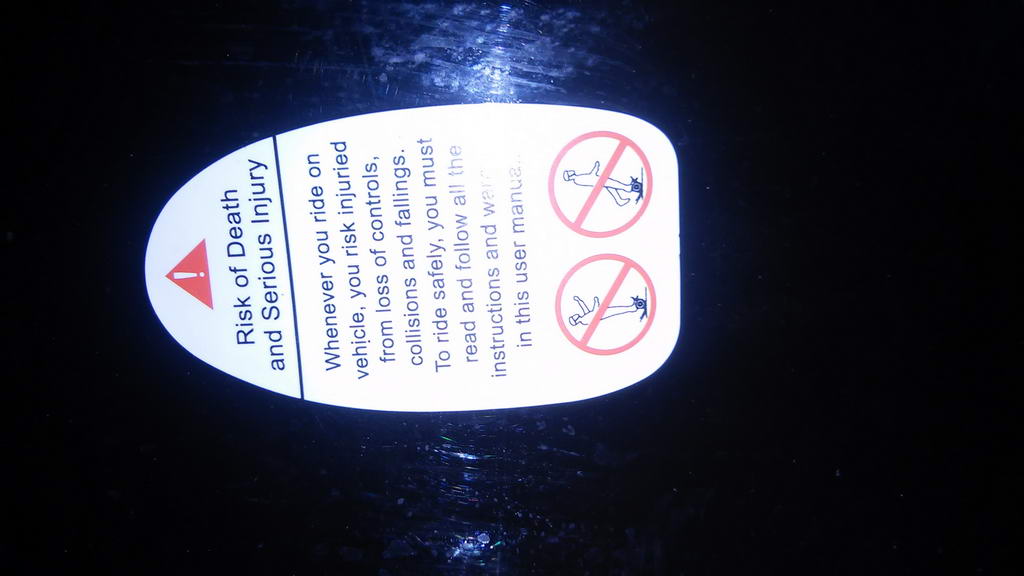 Risk of Death
and Serious Injury
Whenever you ride on
vehicle, you risk injuried
from loss of controls,
collisions and fallings.
To ride safely, you must
read and follow all the
instructions and
in this user